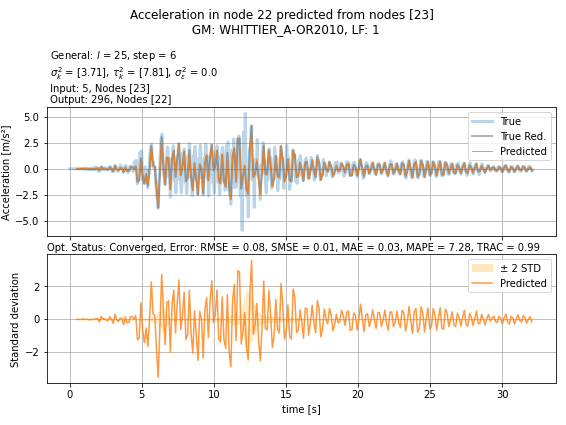 Acceleration in node 22 predicted from nodes [23]
GM: WHITTIER_A-OR2010, LF: 1
General: l = 25, step = 6
σ²ₖ = [3.71], τ²ₖ = [7.81], σ²ε = 0.0
Input: 5, Nodes [23]
Output: 296, Nodes [22]
Acceleration [m/s²]
5.0
2.5
0.0
−2.5
−5.0
True
True Red.
Predicted
Opt. Status: Converged, Error: RMSE = 0.08, SMSE = 0.01, MAE = 0.03, MAPE = 7.28, TRAC = 0.99
Standard deviation
2
0
−2
± 2 STD
Predicted
0 5 10 15 20 25 30
time [s]